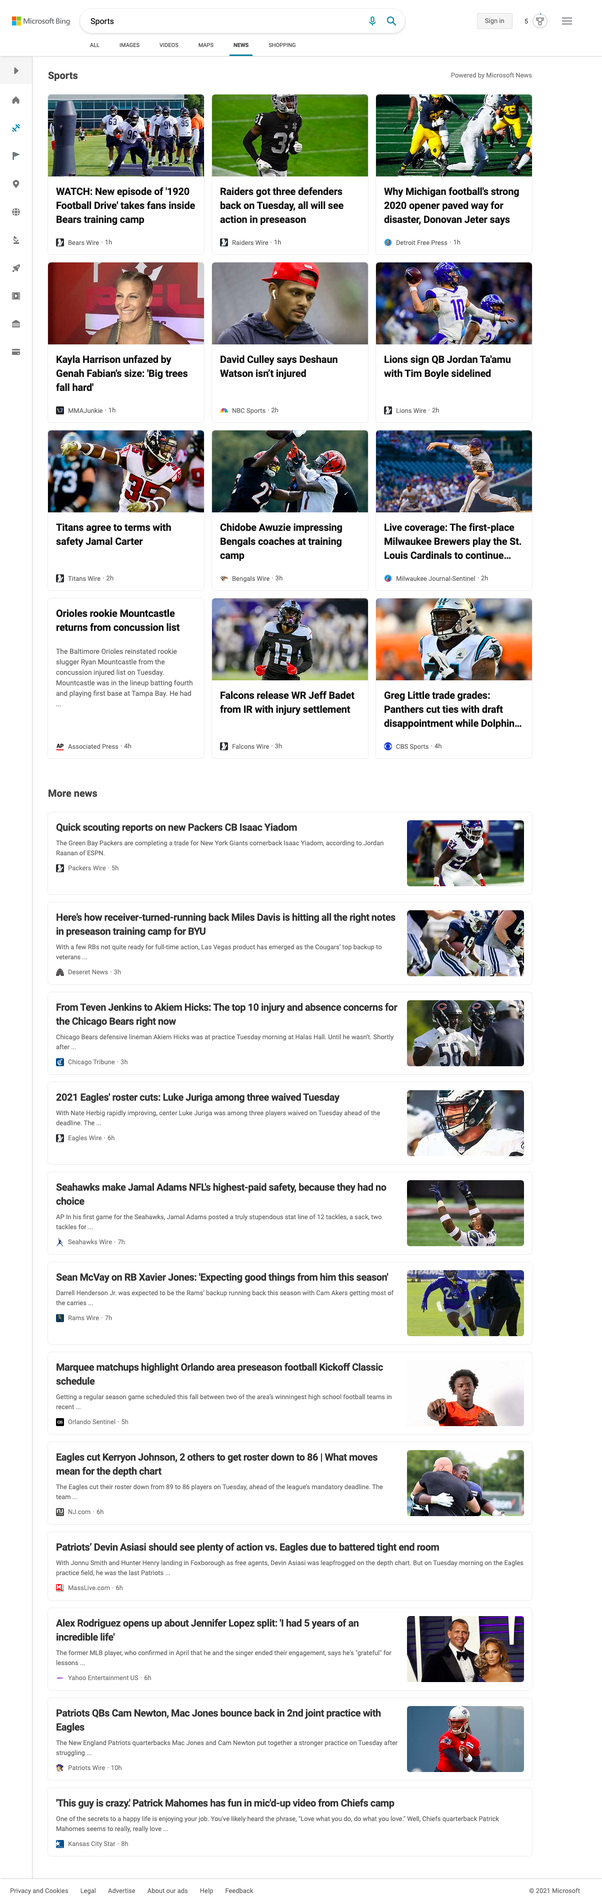 Microsoft Bing
Sports
Sign in
5
ALL
IMAGES
VIDEOS
MAPS
NEWS
SHOPPING
Sports
Powered by Microsoft News
WATCH: New episode of '1920
Football Drive' takes fans inside
Bears training camp
Bears Wire · 1h
Raiders got three defenders
back on Tuesday, all will see
action in preseason
Raiders Wire · 1h
Why Michigan football's strong
2020 opener paved way for
disaster, Donovan Jeter says
Detroit Free Press · 1h
Kayla Harrison unfazed by
Genah Fabian's size: 'Big trees
fall hard'
MMAJunkie · 1h
David Culley says Deshaun
Watson isn't injured
NBC Sports · 2h
Lions sign QB Jordan Ta'amu
with Tim Boyle sidelined
Lions Wire · 2h
Titans agree to terms with
safety Jamal Carter
Titans Wire · 2h
Chidobe Awuzie impressing
Bengals coaches at training
camp
Bengals Wire · 3h
Live coverage: The first-place
Milwaukee Brewers play the St.
Louis Cardinals to continue...
Milwaukee Journal-Sentinel · 2h
Orioles rookie Mountcastle
returns from concussion list
The Baltimore Orioles reinstated rookie
slugger Ryan Mountcastle from the
concussion injured list on Tuesday.
Mountcastle was in the lineup batting fourth
and playing first base at Tampa Bay. He had
...
AP Associated Press · 4h
Falcons release WR Jeff Badet
from IR with injury settlement
Falcons Wire · 3h
Greg Little trade grades:
Panthers cut ties with draft
disappointment while Dolphin...
CBS Sports · 4h
More news
Quick scouting reports on new Packers CB Isaac Yiadom
The Green Bay Packers are completing a trade for New York Giants cornerback Isaac Yiadom, according to Jordan
Raanan of ESPN.
Packers Wire · 5h
Here's how receiver-turned-running back Miles Davis is hitting all the right notes
in preseason training camp for BYU
With a few RBs not quite ready for full-time action, Las Vegas product has emerged as the Cougars' top backup to
veterans ...
Deseret News · 3h
From Teven Jenkins to Akiem Hicks: The top 10 injury and absence concerns for
the Chicago Bears right now
Chicago Bears defensive lineman Akiem Hicks was at practice Tuesday morning at Halas Hall. Until he wasn't. Shortly
after ...
Chicago Tribune · 3h
2021 Eagles' roster cuts: Luke Juriga among three waived Tuesday
With Nate Herbig rapidly improving, center Luke Juriga was among three players waived on Tuesday ahead of the
deadline. The ...
Eagles Wire · 6h
Seahawks make Jamal Adams NFL's highest-paid safety, because they had no
choice
AP In his first game for the Seahawks, Jamal Adams posted a truly stupendous stat line of 12 tackles, a sack, two
tackles for ...
Seahawks Wire · 7h
Sean McVay on RB Xavier Jones: 'Expecting good things from him this season'
Darrell Henderson Jr. was expected to be the Rams' backup running back this season with Cam Akers getting most of
the carries ...
Rams Wire · 7h
Marquee matchups highlight Orlando area preseason football Kickoff Classic
schedule
Getting a regular season game scheduled this fall between two of the area's winningest high school football teams in
recent ...
Orlando Sentinel · 5h
Eagles cut Kerryon Johnson, 2 others to get roster down to 86 | What moves
mean for the depth chart
The Eagles cut their roster down from 89 to 86 players on Tuesday, ahead of the league's mandatory deadline. The
team ...
NJ.com · 6h
Patriots' Devin Asiasi should see plenty of action vs. Eagles due to battered tight end room
With Jonnu Smith and Hunter Henry landing in Foxborough as free agents, Devin Asiasi was leapfrogged on the depth chart. But on Tuesday morning on the Eagles
practice field, he was the last Patriots ...
MassLive.com · 6h
Alex Rodriguez opens up about Jennifer Lopez split: 'I had 5 years of an
incredible life'
The former MLB player, who confirmed in April that he and the singer ended their engagement, says he's "grateful" for
lessons ...
Yahoo Entertainment US · 6h
Patriots QBs Cam Newton, Mac Jones bounce back in 2nd joint practice with
Eagles
The New England Patriots quarterbacks Mac Jones and Cam Newton put together a stronger practice on Tuesday after
struggling ...
Patriots Wire · 10h
'This guy is crazy.' Patrick Mahomes has fun in mic'd-up video from Chiefs camp
One of the secrets to a happy life is enjoying your job. You've likely heard the phrase, "Love what you do, do what you love." Well, Chiefs quarterback Patrick
Mahomes seems to really, really love ...
Kansas City Star · 8h
Privacy and Cookies
Legal
Advertise
About our ads
Help
Feedback
© 2021 Microsoft